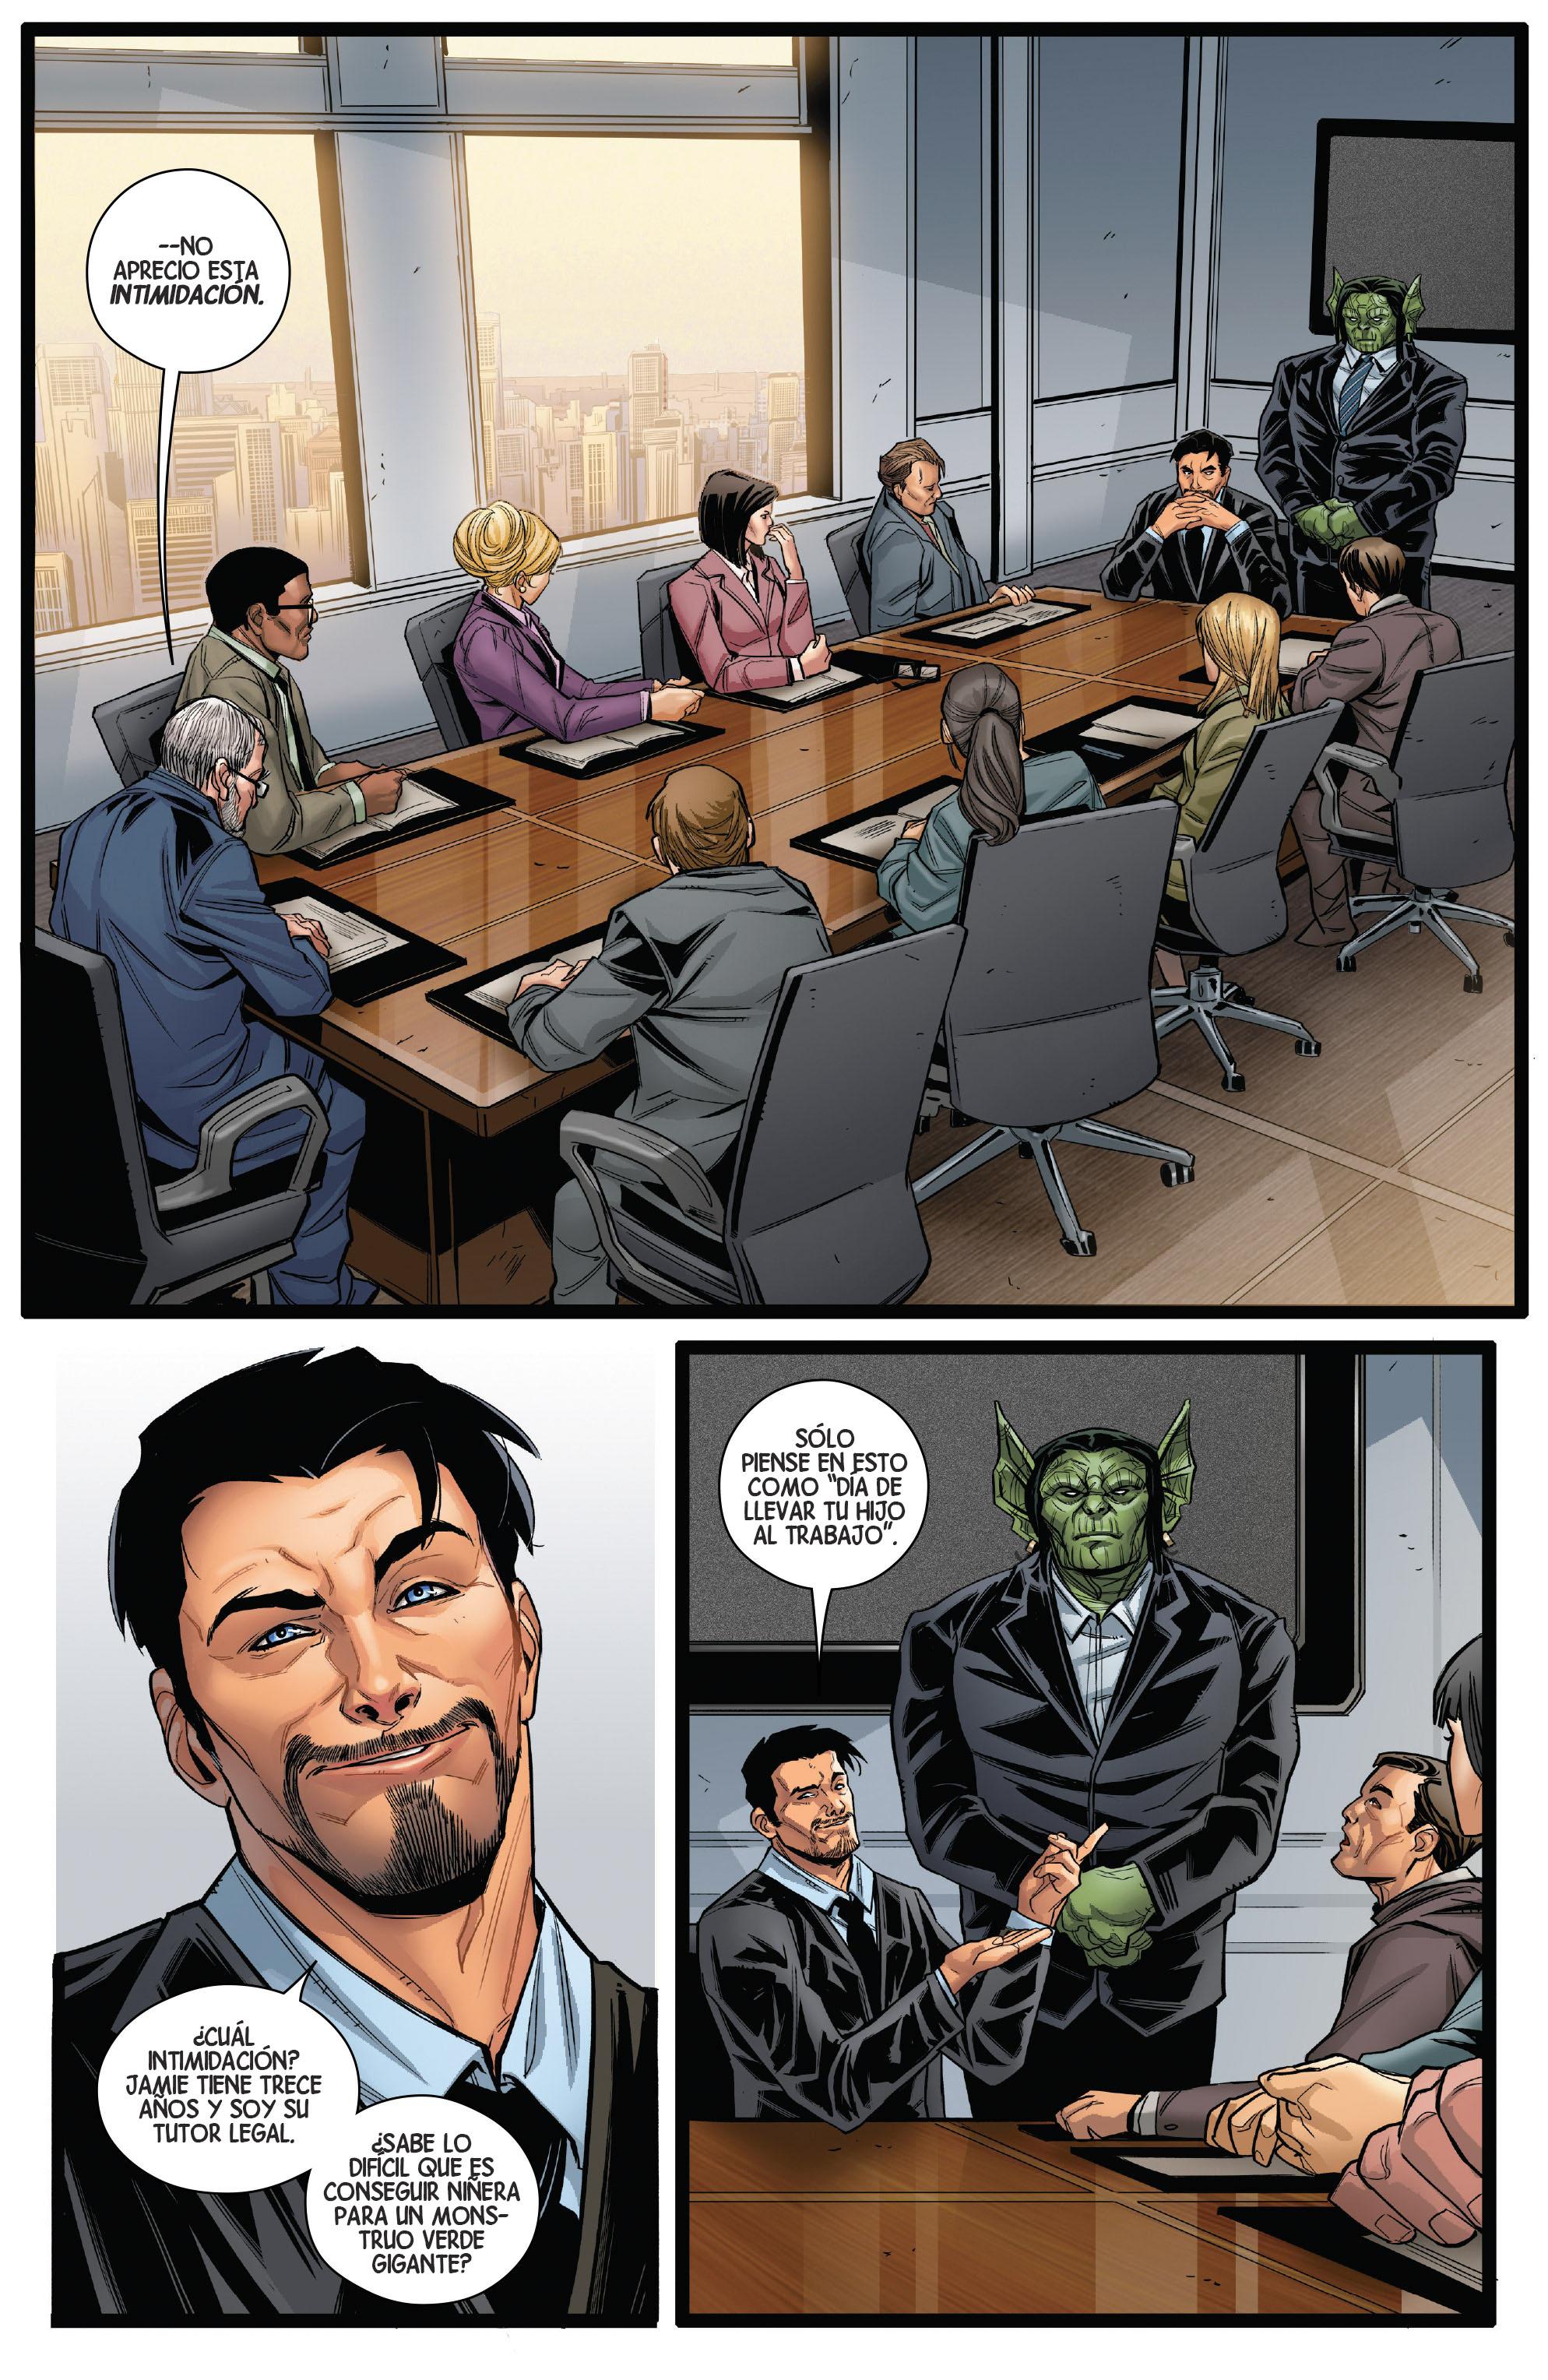 --NO
APRECIO ESTA
INTIMIDACIÓN.
¿CUÁL
INTIMIDACIÓN?
JAMIE TIENE TRECE
AÑOS Y SOY SU
TUTOR LEGAL.
¿SABE LO
DIFÍCIL QUE ES
CONSEGUIR NIÑERA
PARA UN MONS-
TRUO VERDE
GIGANTE?
SÓLO
PIENSE EN ESTO
COMO "DÍA DE
LLEVAR TU HIJO
AL TRABAJO".